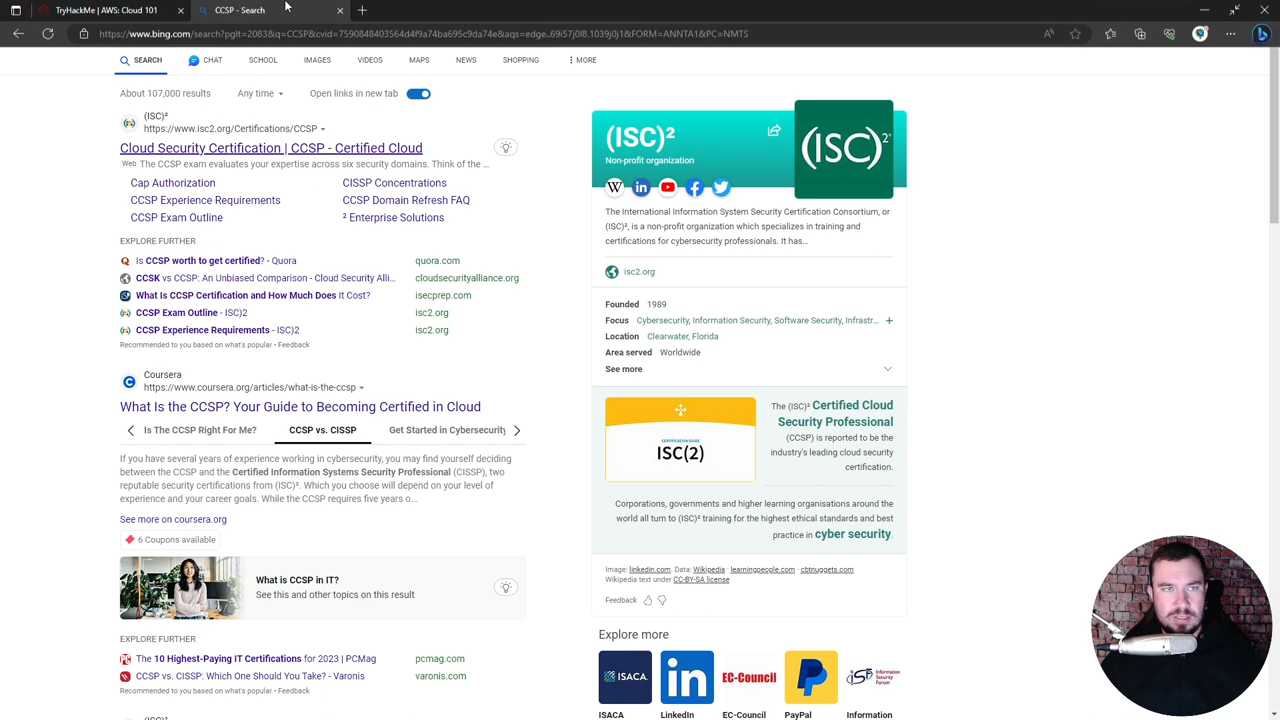 TryHackMe | AWS Cloud 101
CCSP - Search
https://www.bing.com/search?pglt=2083&q=CCSP&cvid=7590848403564d4f9a74ba695c9da74e&aqs=edge..69i57j0l8.1039j0j1&FORM=ANNTA1&PC=NMTS
SEARCH
CHAT
SCHOOL
IMAGES
VIDEOS
MAPS
NEWS
SHOPPING
MORE
About 107,000 results
Any time
Open links in new tab
(ISC)²
https://www.isc2.org/Certifications/CCSP
Cloud Security Certification | CCSP - Certified Cloud
Web The CCSP exam evaluates your expertise across six security domains. Think of the ...
Cap Authorization
CISSP Concentrations
CCSP Experience Requirements
CCSP Domain Refresh FAQ
CCSP Exam Outline
² Enterprise Solutions
EXPLORE FURTHER
Is CCSP worth to get certified? - Quora
quora.com
CCSK vs CCSP: An Unbiased Comparison - Cloud Security Alli...
cloudsecurityalliance.org
What Is CCSP Certification and How Much Does It Cost?
isecprep.com
CCSP Exam Outline - ISC)2
isc2.org
CCSP Experience Requirements - ISC)2
isc2.org
Recommended to you based on what's popular • Feedback
Coursera
https://www.coursera.org/articles/what-is-the-ccsp
What Is the CCSP? Your Guide to Becoming Certified in Cloud
Is The CCSP Right For Me?
CCSP vs. CISSP
Get Started in Cybersecurity
If you have several years of experience working in cybersecurity, you may find yourself deciding
between the CCSP and the Certified Information Systems Security Professional (CISSP), two
reputable security certifications from (ISC)². Which you choose will depend on your level of
experience and your career goals. While the CCSP requires five years o...
See more on coursera.org
6 Coupons available
What is CCSP in IT?
See this and other topics on this result
EXPLORE FURTHER
The 10 Highest-Paying IT Certifications for 2023 | PCMag
pcmag.com
CCSP vs. CISSP: Which One Should You Take? - Varonis
varonis.com
Recommended to you based on what's popular • Feedback
(ISC)²
(ISC)²
Non-profit organization
(ISC)²
The International Information System Security Certification Consortium, or
(ISC)², is a non-profit organization which specializes in training and
certifications for cybersecurity professionals. It has...
isc2.org
Founded 1989
Focus Cybersecurity, Information Security, Software Security, Infrastr...
Location Clearwater, Florida
Area served Worldwide
See more
CERTIFICATION GUIDE
ISC(2)
The (ISC)² Certified Cloud
Security Professional
(CCSP) is reported to be the
industry's leading cloud security
certification.
Corporations, governments and higher learning organisations around the
world all turn to (ISC)² training for the highest ethical standards and best
practice in cyber security.
Image: linkedin.com. Data: Wikipedia · learningpeople.com · cbtnuggets.com
Wikipedia text under CC-BY-SA license
Feedback
Explore more
ISACA
EC-Council
Information
Security
Forum
ISACA
LinkedIn
EC-Council
PayPal
Information